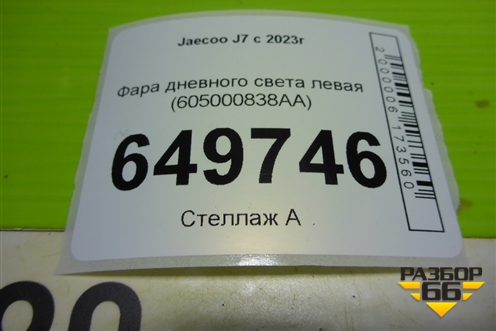 Jaecoo J7 с 2023г
Фара дневного света левая
(605000838AA)
649746
Стеллаж А
2000006173560
РАЗБОР
66